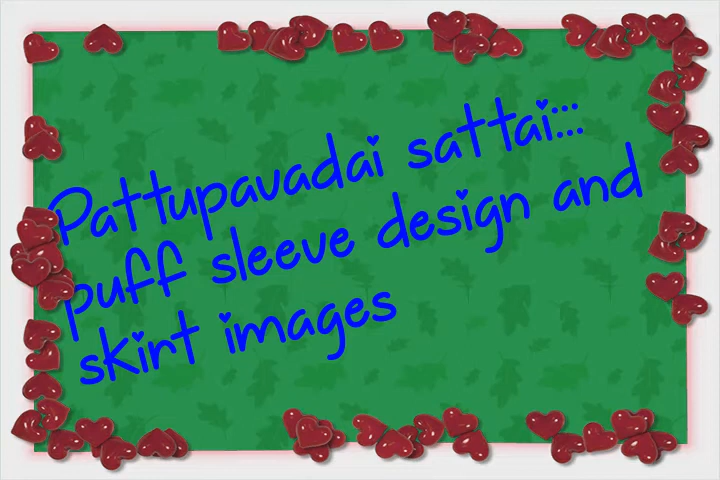 Pattupavadai sattai:::
puff sleeve design and
skirt images